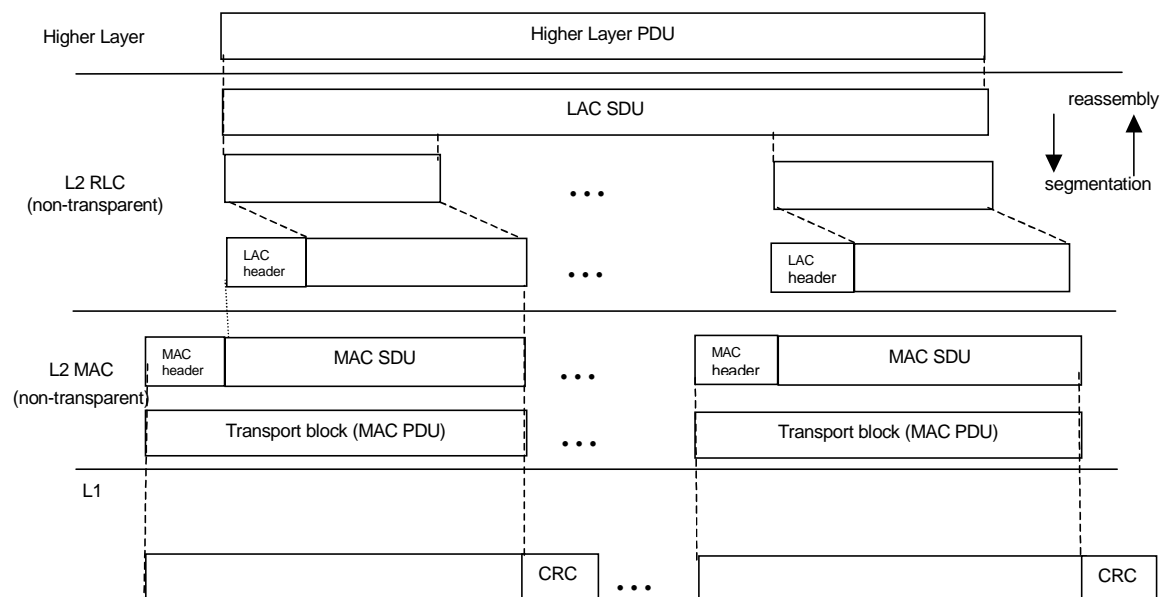 Higher Layer
Higher Layer PDU
LAC SDU
reassembly
segmentation
L2 RLC
(non-transparent)
...
LAC
header
...
LAC
header
L2 MAC
(non-transparent)
MAC
header
MAC SDU
...
MAC
header
MAC SDU
Transport block (MAC PDU)
...
Transport block (MAC PDU)
L1
CRC
...
CRC